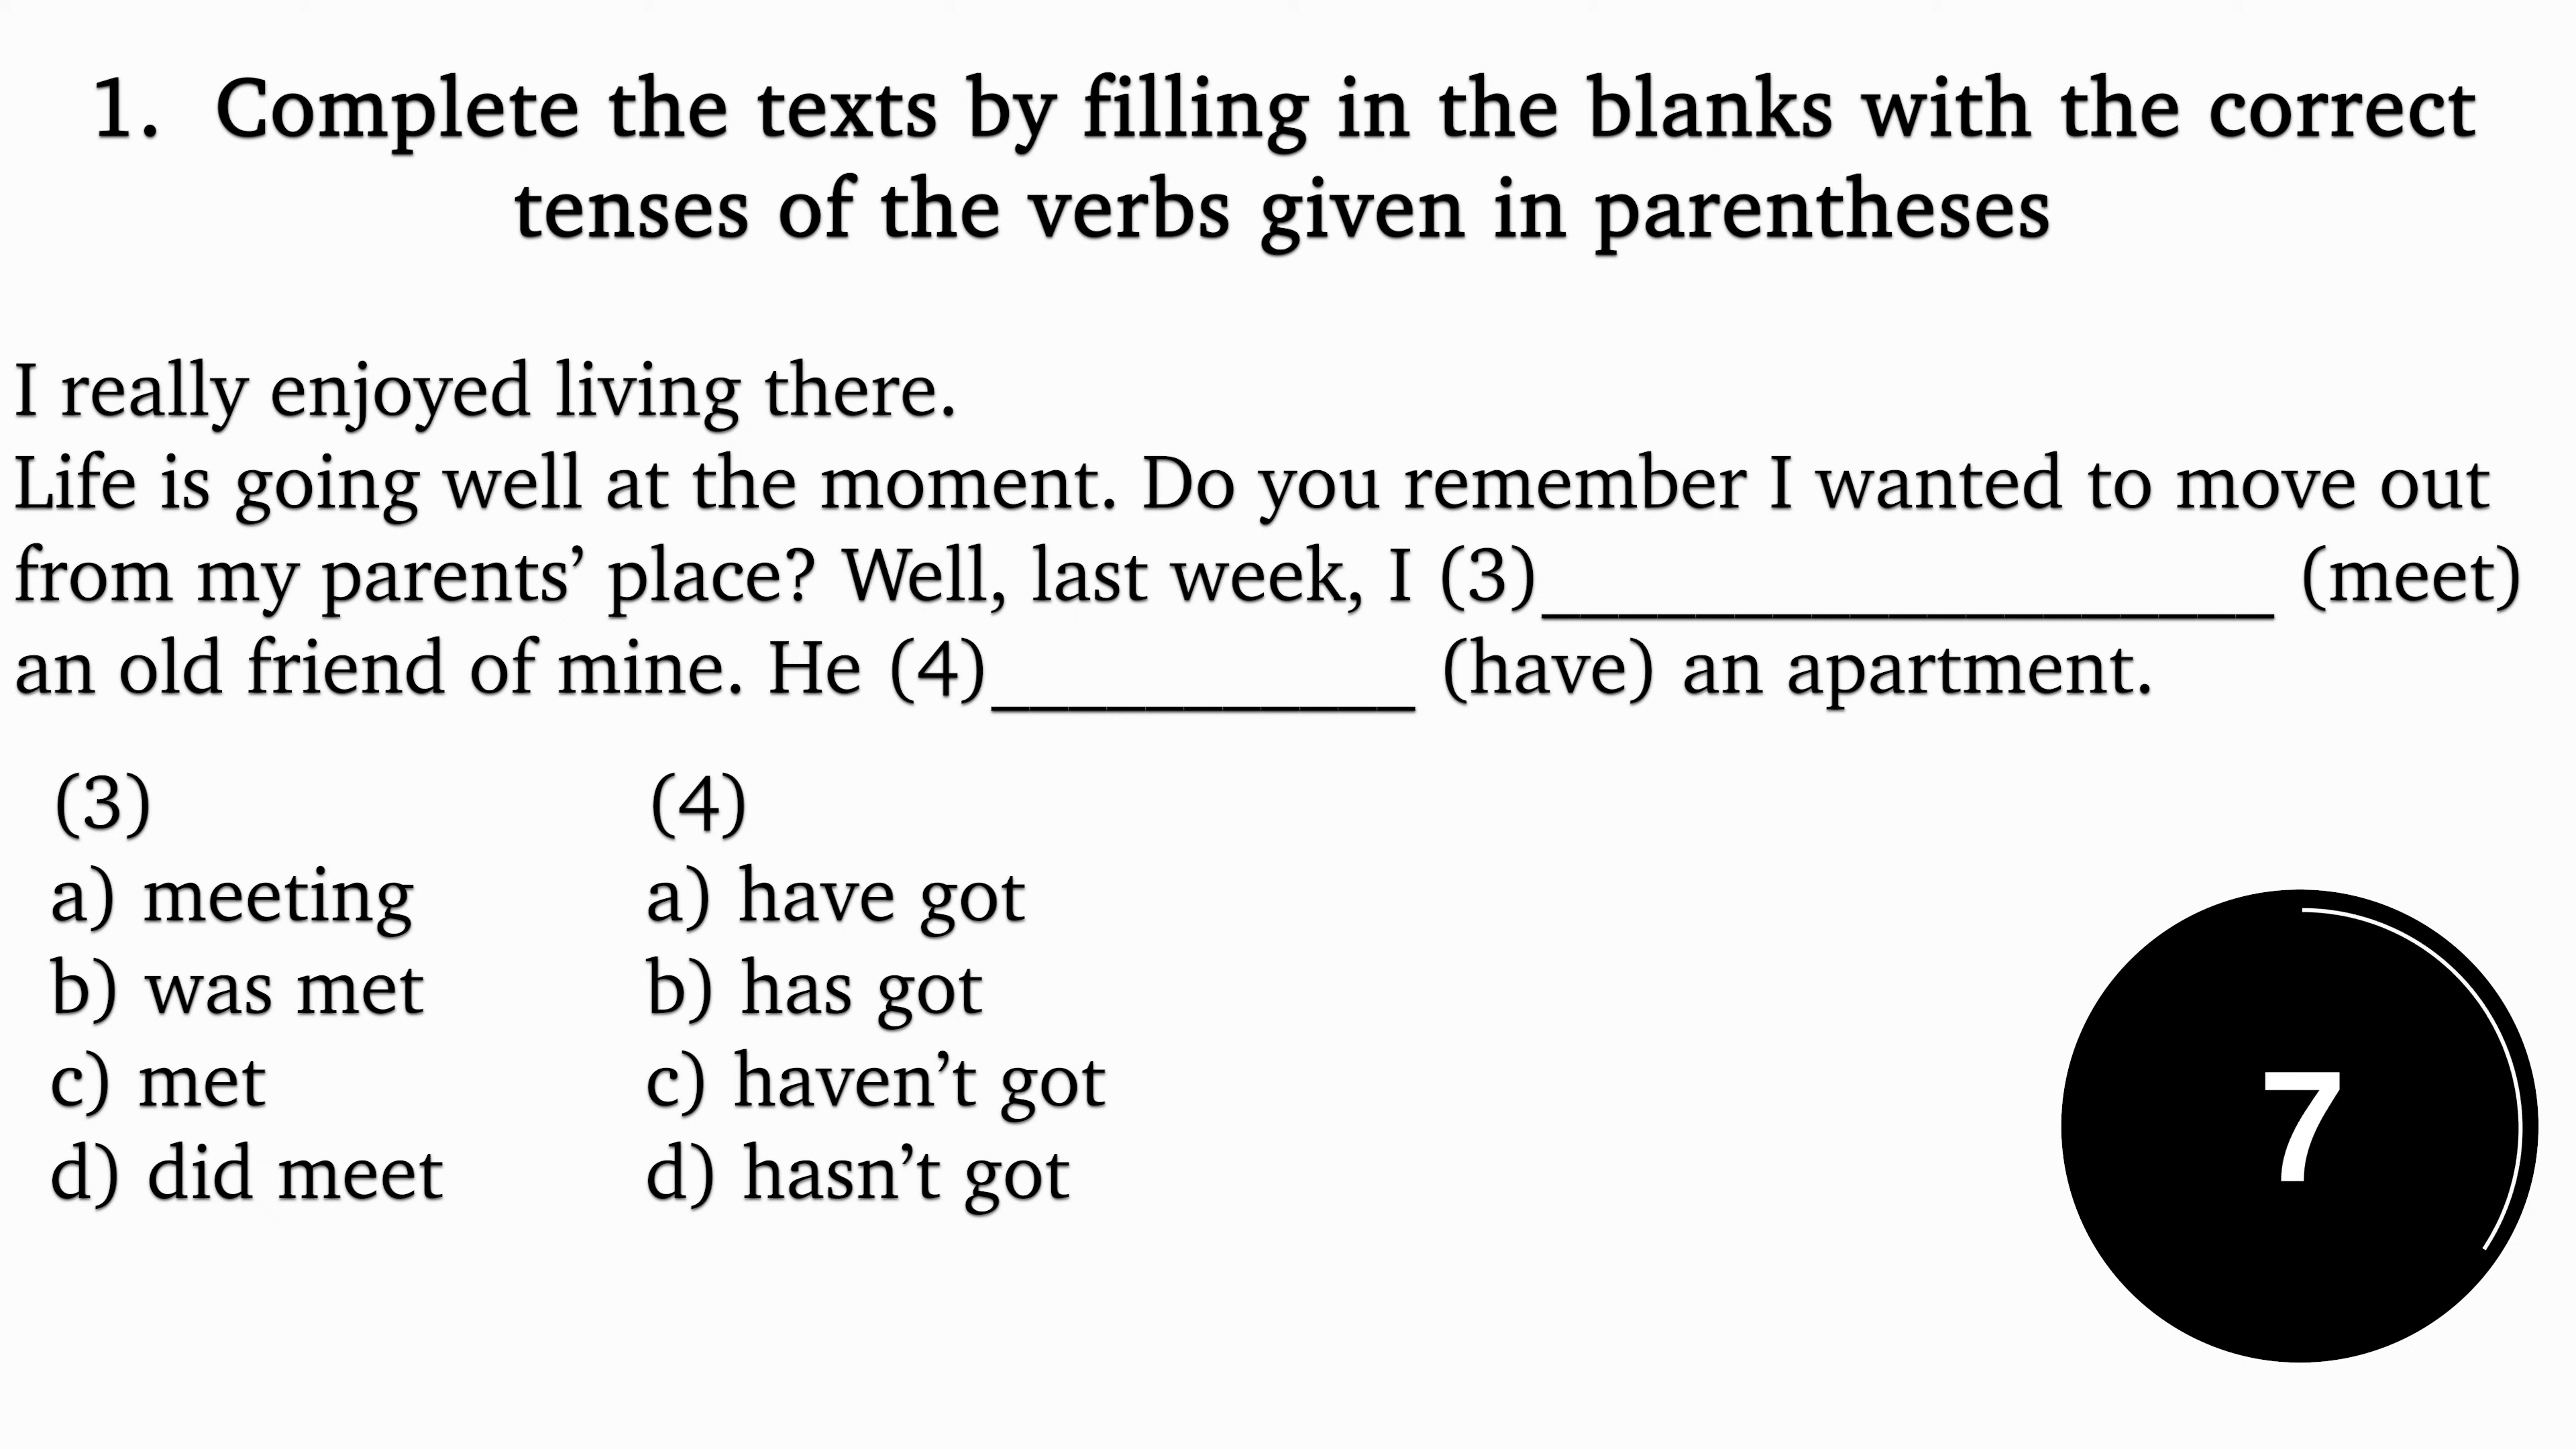 1. Complete the texts by filling in the blanks with the correct
tenses of the verbs given in parentheses
I really enjoyed living there.
Life is going well at the moment. Do you remember I wanted to move out
from my parents’ place? Well, last week, I (3)___________________ (meet)
an old friend of mine. He (4)___________ (have) an apartment.
(3)
a) meeting
b) was met
c) met
d) did meet
(4)
a) have got
b) has got
c) haven’t got
d) hasn’t got
7